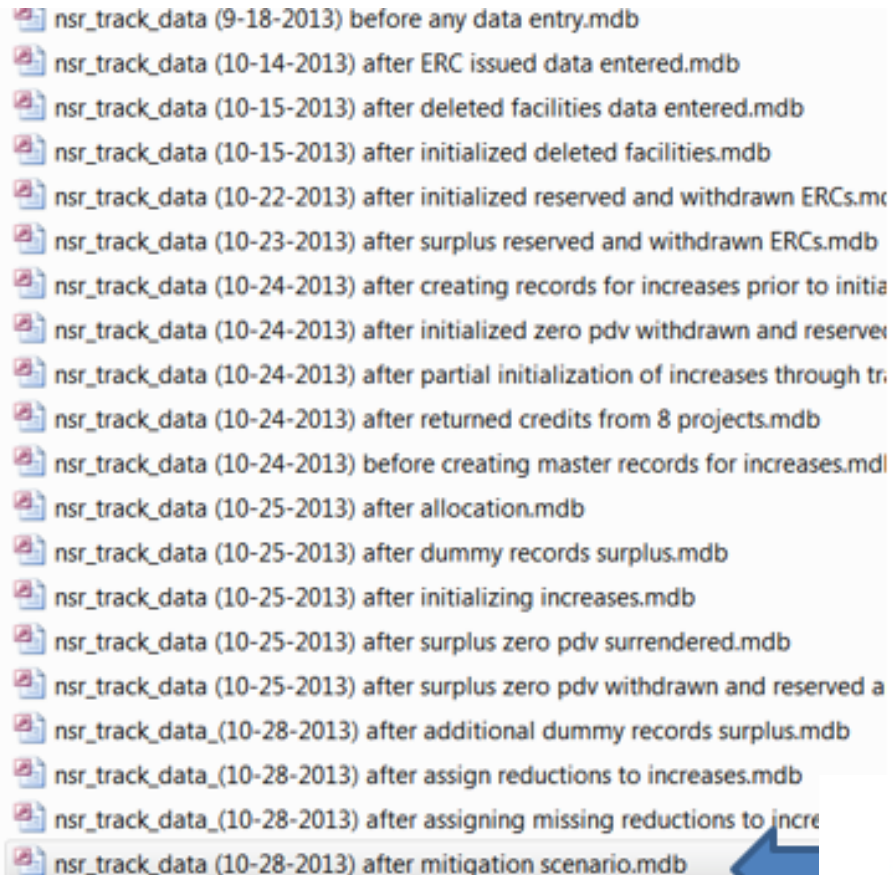 nsr_track_data (9-18-2013) before any data entry.mdb
nsr_track_data (10-14-2013) after ERC issued data entered.mdb
nsr_track_data (10-15-2013) after deleted facilities data entered.mdb
nsr_track_data (10-15-2013) after initialized deleted facilities.mdb
nsr_track_data (10-22-2013) after initialized reserved and withdrawn ERCs.m
nsr_track_data (10-23-2013) after surplus reserved and withdrawn ERCs.mdb
nsr_track_data (10-24-2013) after creating records for increases prior to initia
nsr_track_data (10-24-2013) after initialized zero pdv withdrawn and reserve
nsr_track_data (10-24-2013) after partial initialization of increases through tr
nsr_track_data (10-24-2013) after returned credits from 8 projects.mdb
nsr_track_data (10-24-2013) before creating master records for increases.md
nsr_track_data (10-25-2013) after allocation.mdb
nsr_track_data (10-25-2013) after dummy records surplus.mdb
nsr_track_data (10-25-2013) after initializing increases.mdb
nsr_track_data (10-25-2013) after surplus zero pdv surrendered.mdb
nsr_track_data (10-25-2013) after surplus zero pdv withdrawn and reserved a
nsr_track_data_(10-28-2013) after additional dummy records surplus.mdb
nsr_track_data_(10-28-2013) after assign reductions to increases.mdb
nsr_track_data_(10-28-2013) after assigning missing reductions to incre
nsr_track_data (10-28-2013) after mitigation scenario.mdb